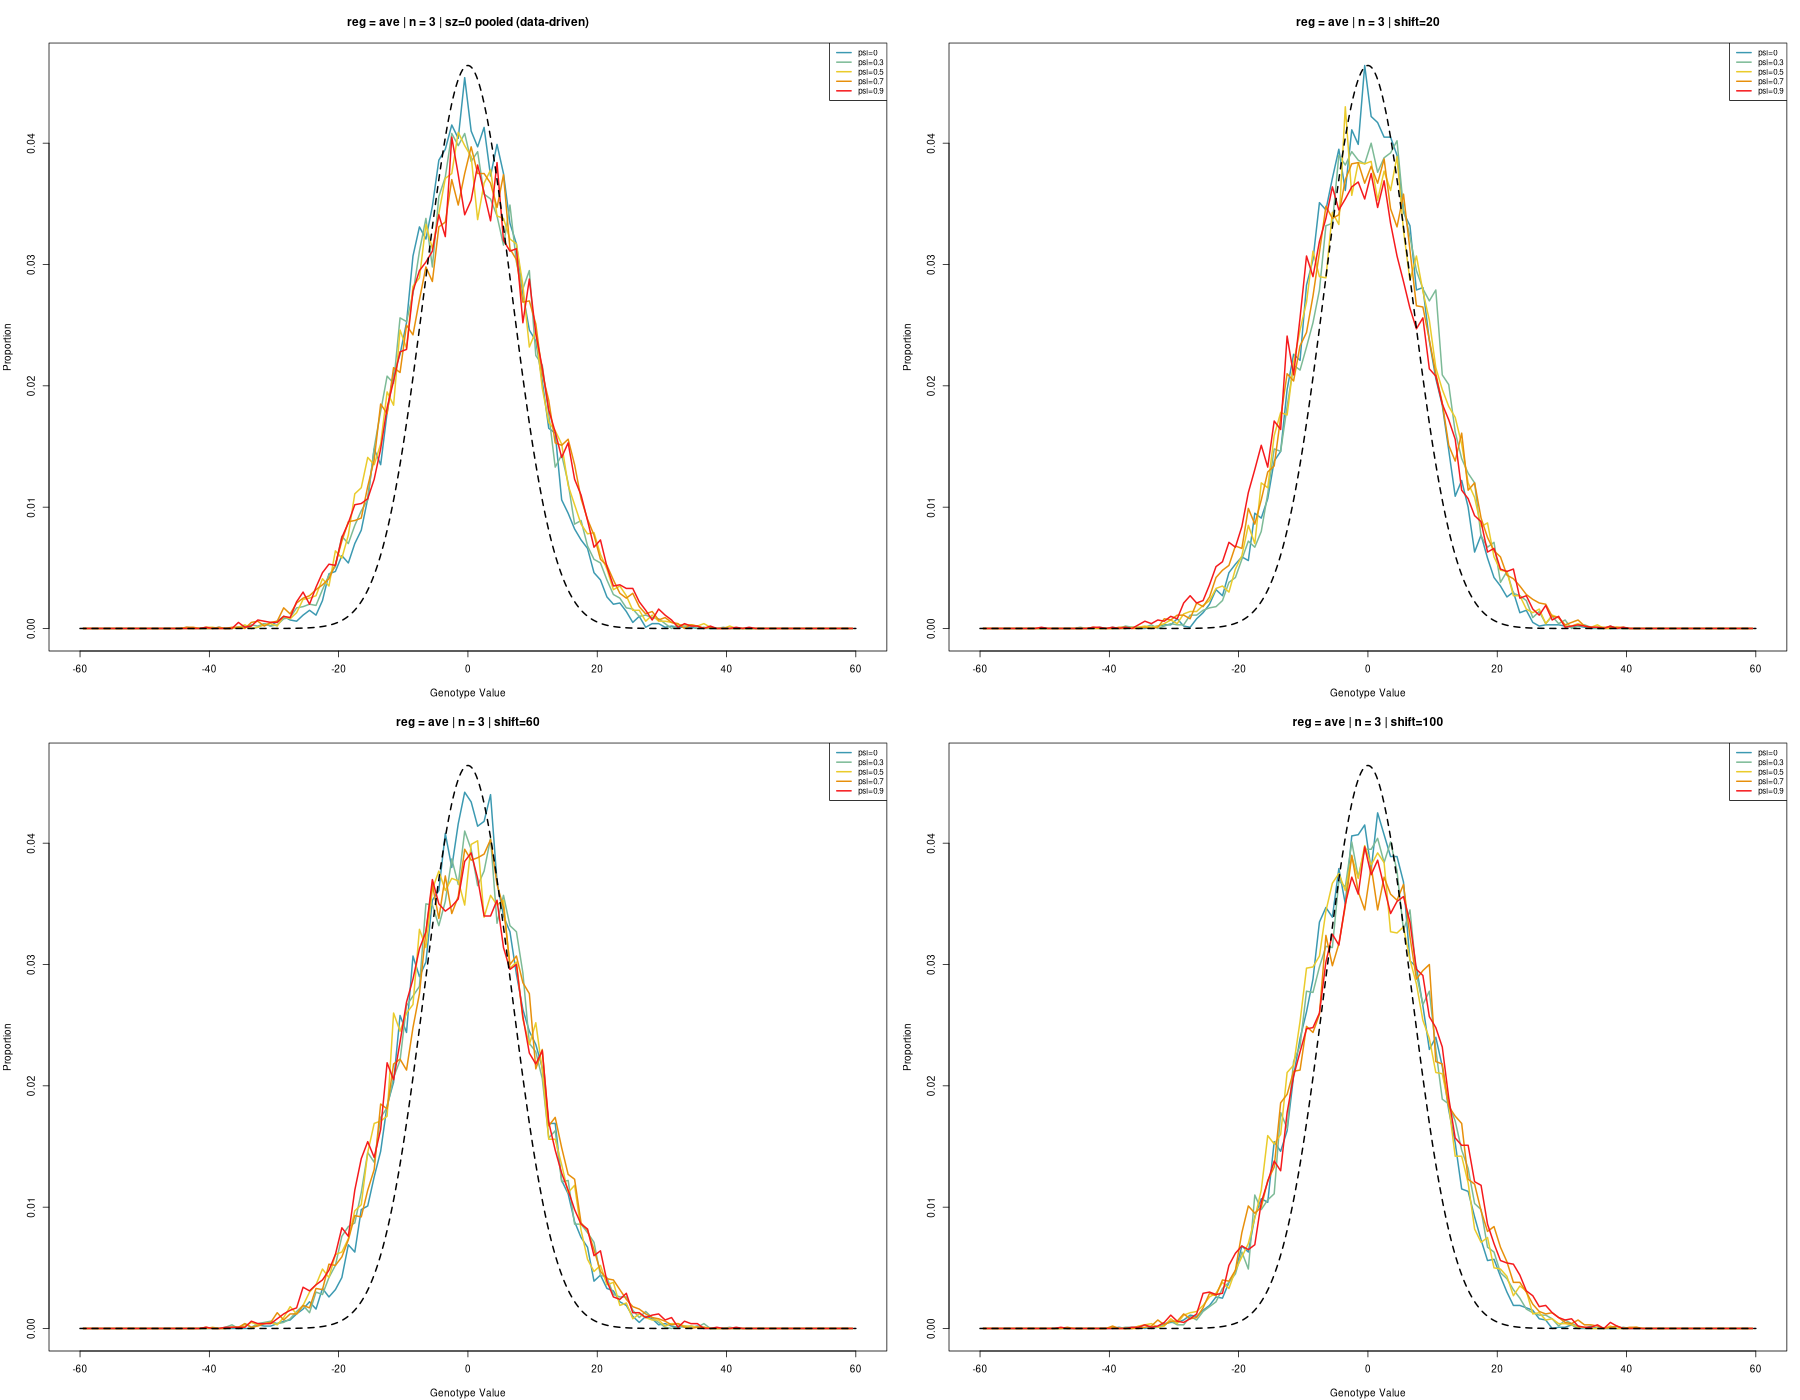 reg = ave | n = 3 | sz=0 pooled (data-driven)
psi=0
psi=0.3
psi=0.5
psi=0.7
psi=0.9
Proportion
0.04
0.03
0.02
0.01
0.00
-60 -40 -20 0 20 40 60
Genotype Value
reg = ave | n = 3 | shift=20
psi=0
psi=0.3
psi=0.5
psi=0.7
psi=0.9
Proportion
0.04
0.03
0.02
0.01
0.00
-60 -40 -20 0 20 40 60
Genotype Value
reg = ave | n = 3 | shift=60
psi=0
psi=0.3
psi=0.5
psi=0.7
psi=0.9
Proportion
0.04
0.03
0.02
0.01
0.00
-60 -40 -20 0 20 40 60
Genotype Value
reg = ave | n = 3 | shift=100
psi=0
psi=0.3
psi=0.5
psi=0.7
psi=0.9
Proportion
0.04
0.03
0.02
0.01
0.00
-60 -40 -20 0 20 40 60
Genotype Value